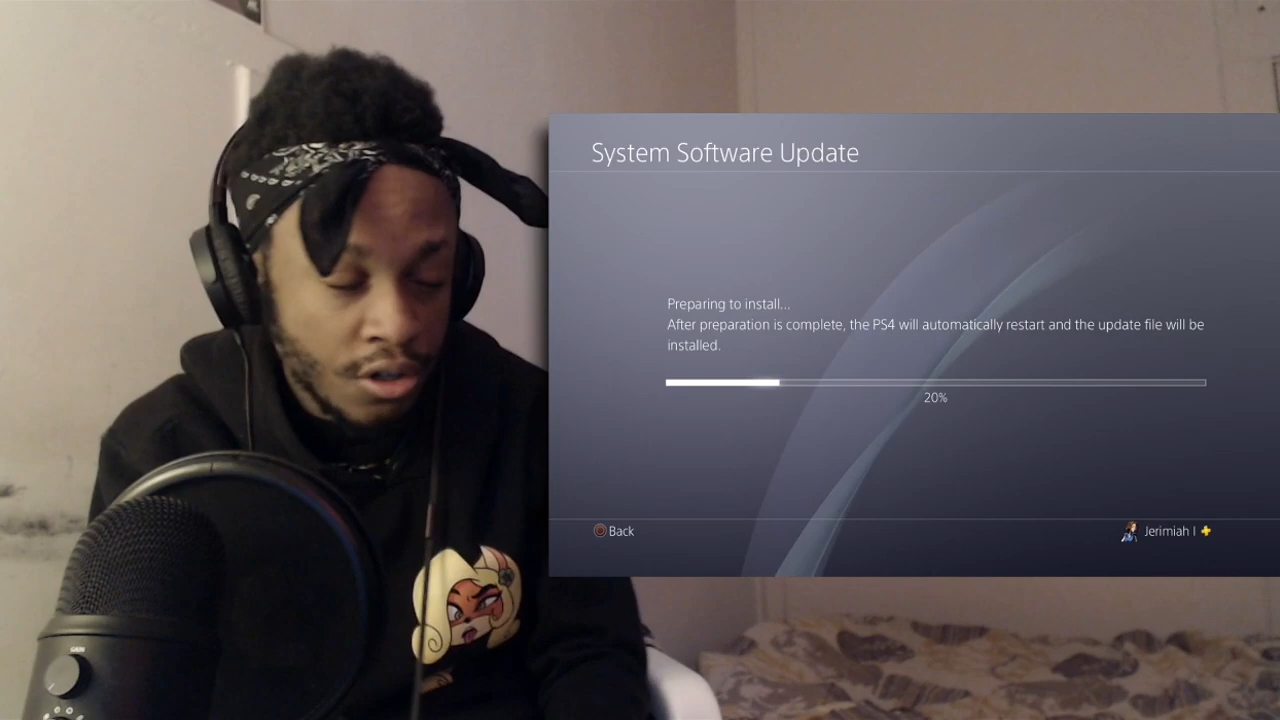 System Software Update
Preparing to install...
After preparation is complete, the PS4 will automatically restart and the update file will be
installed.
20%
Back
Jerimiah I
GAIN